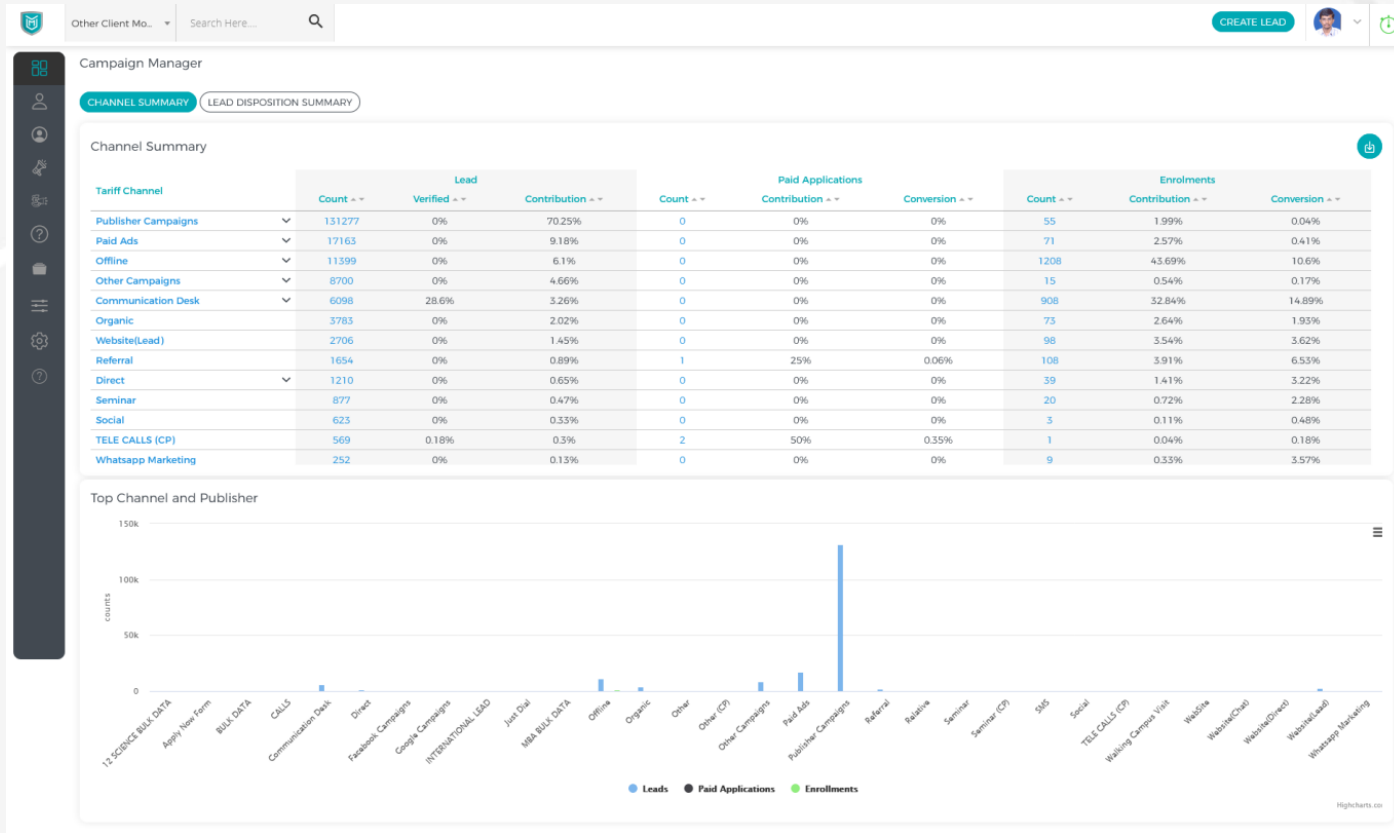 Other Client Mo... Search Here.... CREATE LEAD
Campaign Manager
CHANNEL SUMMARY LEAD DISPOSITION SUMMARY
Channel Summary
Tariff Channel Lead Paid Applications Enrolments
Count Verified Contribution Count Contribution Conversion Count Contribution Conversion
Publisher Campaigns 131277 0% 70.25% 0 0% 0% 55 1.99% 0.04%
Paid Ads 17163 0% 9.18% 0 0% 0% 71 2.57% 0.41%
Offline 11399 0% 6.1% 0 0% 0% 1208 43.69% 10.6%
Other Campaigns 8700 0% 4.66% 0 0% 0% 15 0.54% 0.17%
Communication Desk 6098 28.6% 3.26% 0 0% 0% 908 32.84% 14.89%
Organic 3783 0% 2.02% 0 0% 0% 73 2.64% 1.93%
Website(Lead) 2706 0% 1.45% 0 0% 0% 98 3.54% 3.62%
Referral 1654 0% 0.89% 1 25% 0.06% 108 3.91% 6.53%
Direct 1210 0% 0.65% 0 0% 0% 39 1.41% 3.22%
Seminar 877 0% 0.47% 0 0% 0% 20 0.72% 2.28%
Social 623 0% 0.33% 0 0% 0% 3 0.11% 0.48%
TELE CALLS (CP) 569 0.18% 0.3% 2 50% 0.35% 1 0.04% 0.18%
Whatsapp Marketing 252 0% 0.13% 0 0% 0% 9 0.33% 3.57%
Top Channel and Publisher
150k
100k
50k
0
counts
12 SCIENCE BULK DATA
Apply Now Form
BULK DATA
CALLS
Communication Desk
Direct
Facebook Campaigns
Google Campaigns
INTERNATIONAL LEAD
Just Dial
MBA BULK DATA
Offline
Organic
Other
Other (CP)
Other Campaigns
Paid Ads
Publisher Campaigns
Referral
Relative
Seminar
Seminar (CP)
SMS
Social
TELE CALLS (CP)
Walking Campus Visit
WebSite
Website(Chat)
Website(Direct)
Website(Lead)
Whatsapp Marketing
Leads Paid Applications Enrollments
Highcharts.co